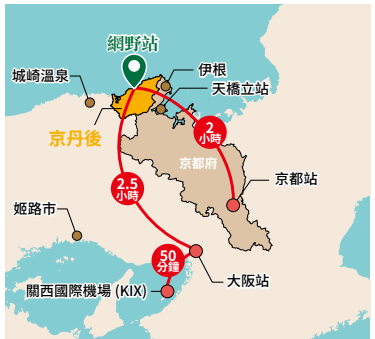 網野站
城崎溫泉
伊根
天橋立站
京丹後
2
小時
京都府
2.5
小時
京都站
姬路市
50
分鐘
大阪站
關西國際機場 (KIX)